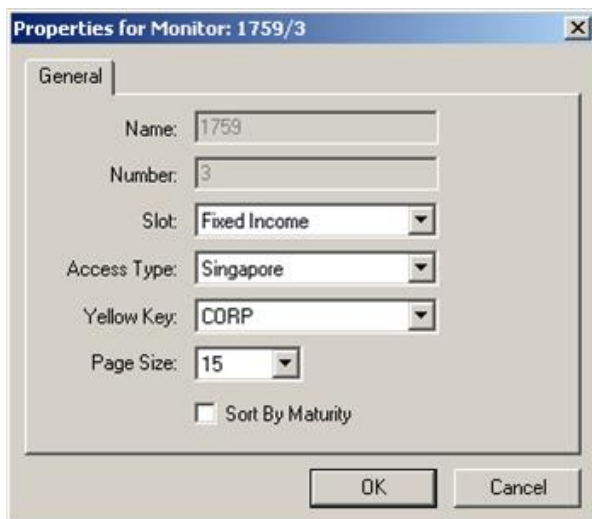 Properties for Monitor: 1759/3
General
Name: 1759
Number: 3
Slot: Fixed Income
Access Type: Singapore
Yellow Key: CORP
Page Size: 15
Sort By Maturity
OK Cancel